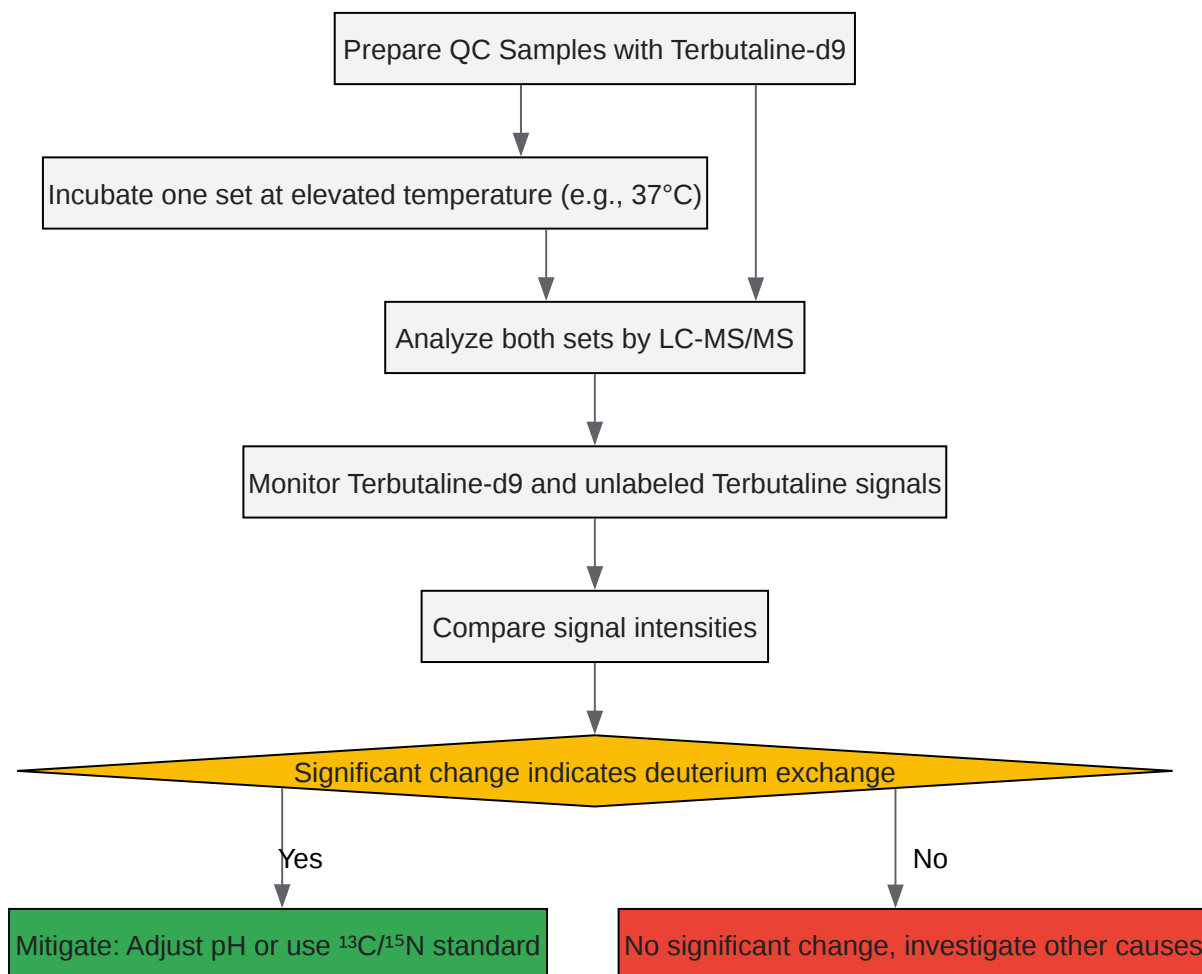 Prepare QC Samples with Terbutaline-d9
Incubate one set at elevated temperature (e.g., 37°C)
Analyze both sets by LC-MS/MS
Monitor Terbutaline-d9 and unlabeled Terbutaline signals
Compare signal intensities
Significant change indicates deuterium exchange
Yes
No
Mitigate: Adjust pH or use ¹³C/¹⁵N standard
No significant change, investigate other causes